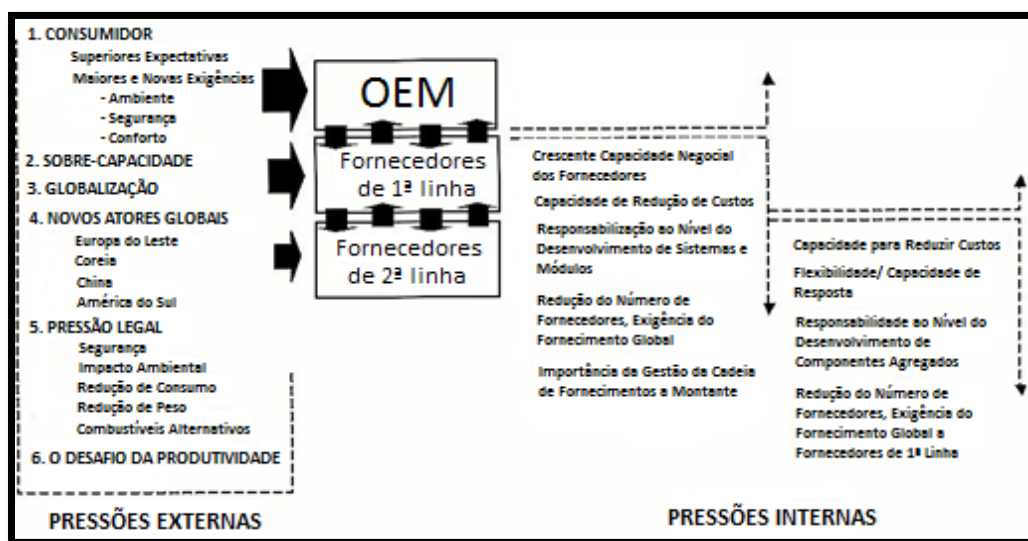 1. CONSUMIDOR
Superiores Expectativas
Maiores e Novas Exigências
- Ambiente
- Segurança
- Conforto
2. SOBRE-CAPACIDADE
3. GLOBALIZAÇÃO
4. NOVOS ATORES GLOBAIS
Europa do Leste
Coreia
China
América do Sul
5. PRESSÃO LEGAL
Segurança
Impacto Ambiental
Redução de Consumo
Redução de Peso
Combustíveis Alternativos
6. O DESAFIO DA PRODUTIVIDADE
PRESSÕES EXTERNAS
OEM
Fornecedores
de 1ª linha
Fornecedores
de 2ª linha
Crescente Capacidade Negocial
dos Fornecedores
Capacidade de Redução de Custos
Responsabilização ao Nível do
Desenvolvimento de Sistemas e
Módulos
Redução do Número de
Fornecedores, Exigência do
Fornecimento Global
Importância da Gestão da Cadeia
de Fornecimentos a Montante
Capacidade para Reduzir Custos
Flexibilidade/ Capacidade de
Resposta
Responsabilidade ao Nível do
Desenvolvimento de
Componentes Agregados
Redução do Número de
Fornecedores, Exigência do
Fornecimento Global a
Fornecedores de 1ª Linha
PRESSÕES INTERNAS